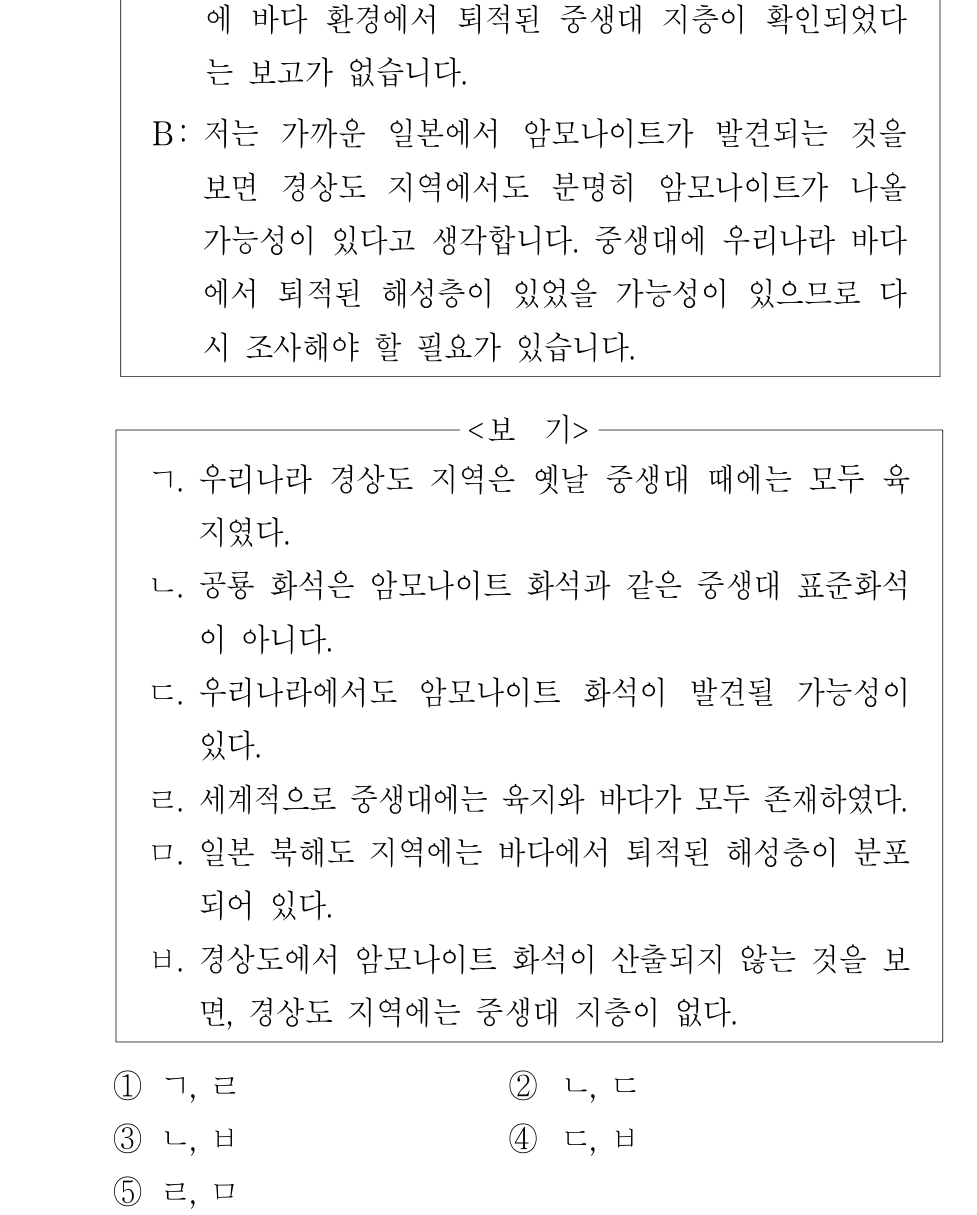 에 바다 환경에서 퇴적된 중생대 지층이 확인되었다
는 보고가 없습니다.
B: 저는 가까운 일본에서 암모나이트가 발견되는 것을
보면 경상도 지역에서도 분명히 암모나이트가 나올
가능성이 있다고 생각합니다. 중생대에 우리나라 바다
에서 퇴적된 해성층이 있었을 가능성이 있으므로 다
시 조사해야 할 필요가 있습니다.
<보 기>
ㄱ. 우리나라 경상도 지역은 옛날 중생대 때에는 모두 육
지였다.
ㄴ. 공룡 화석은 암모나이트 화석과 같은 중생대 표준화석
이 아니다.
ㄷ. 우리나라에서도 암모나이트 화석이 발견될 가능성이
있다.
ㄹ. 세계적으로 중생대에는 육지와 바다가 모두 존재하였다.
ㅁ. 일본 북해도 지역에는 바다에서 퇴적된 해성층이 분포
되어 있다.
ㅂ. 경상도에서 암모나이트 화석이 산출되지 않는 것을 보
면, 경상도 지역에는 중생대 지층이 없다.
① ㄱ, ㄹ ② ㄴ, ㄷ
③ ㄴ, ㅂ ④ ㄷ, ㅂ
⑤ ㄹ, ㅁ